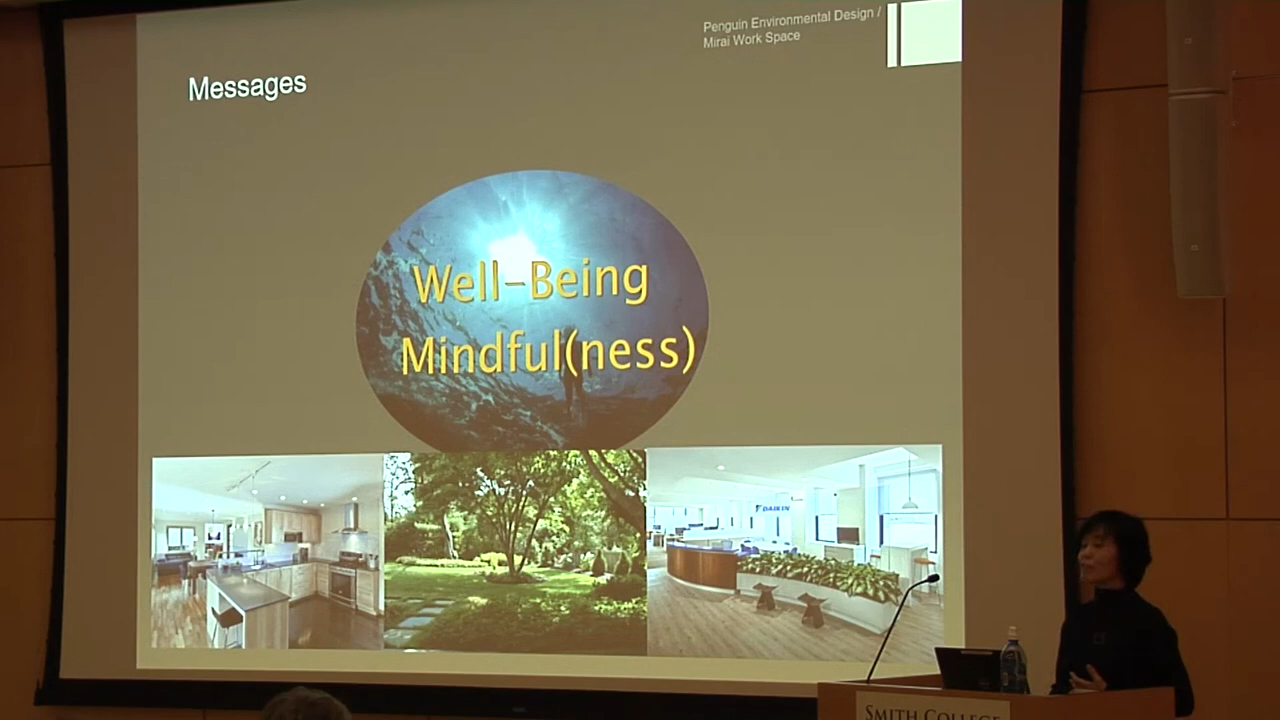 Penguin Environmental Design /
Mirai Work Space
Messages
Well-Being
Mindful(ness)
DAIKIN
SMITH COLLEGE